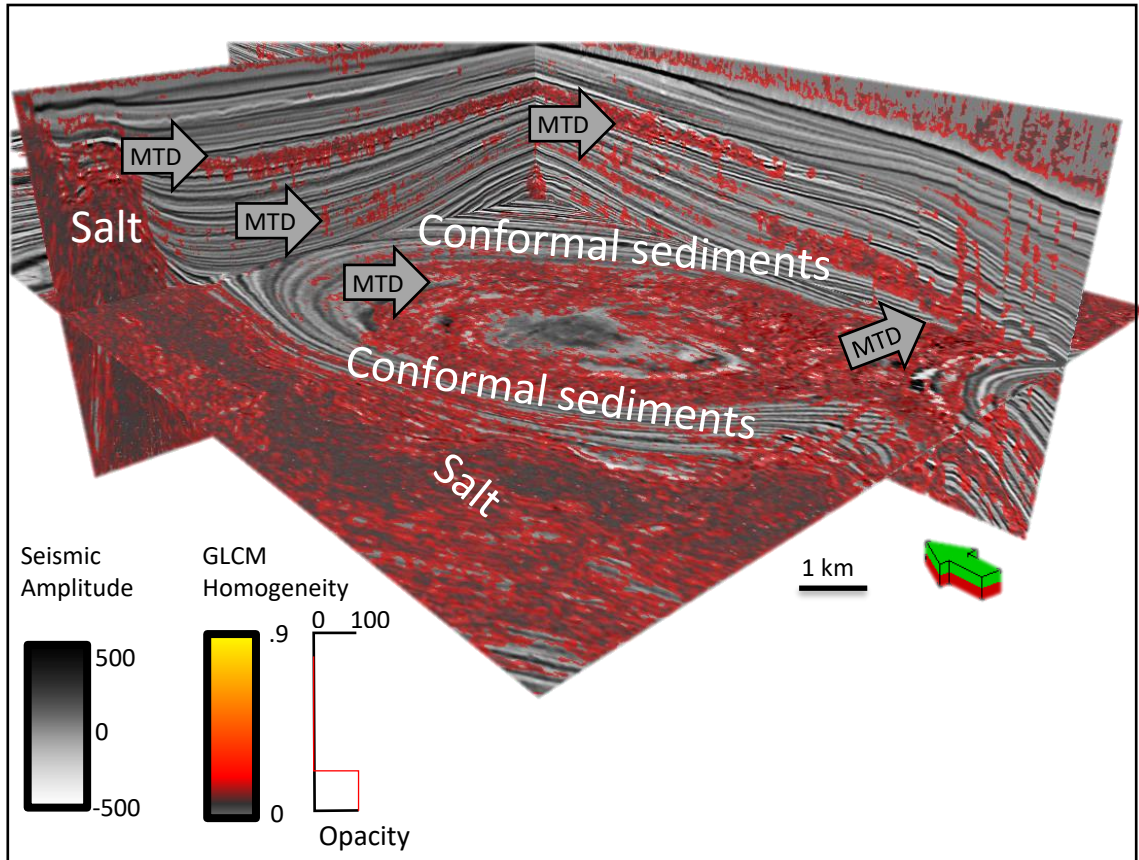 MTD
MTD
MTD
Salt
Conformal sediments
MTD
MTD
Conformal sediments
Salt
Seismic
Amplitude
500
0
-500
GLCM
Homogeneity
.9
0
0 100
Opacity
1 km